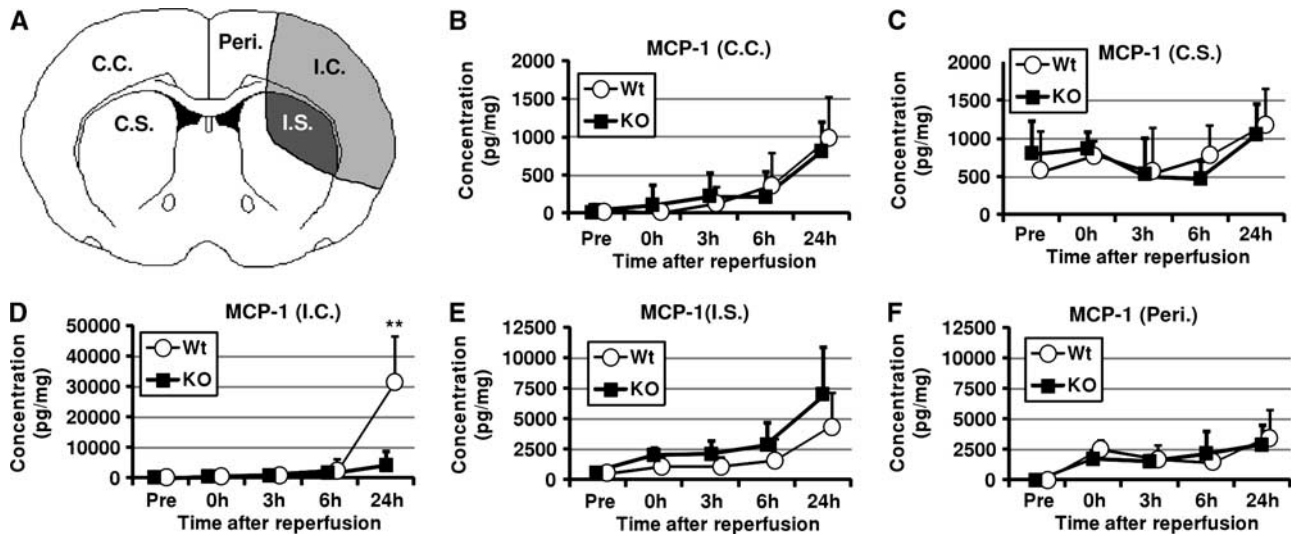 A
C.C.
Peri.
I.C.
C.S.
I.S.
B
MCP-1 (C.C.)
Concentration
(pg/mg)
2000
1500
1000
500
0
Wt
KO
Pre 0h 3h 6h 24h
Time after reperfusion
C
MCP-1 (C.S.)
Concentration
(pg/mg)
2000
1500
1000
500
0
Wt
KO
Pre 0h 3h 6h 24h
Time after reperfusion
D
MCP-1 (I.C.)
Concentration
(pg/mg)
50000
40000
30000
20000
10000
0
Wt
KO
**
Pre 0h 3h 6h 24h
Time after reperfusion
E
MCP-1(I.S.)
Concentration
(pg/mg)
12500
10000
7500
5000
2500
0
Wt
KO
Pre 0h 3h 6h 24h
Time after reperfusion
F
MCP-1 (Peri.)
Concentration
(pg/mg)
12500
10000
7500
5000
2500
0
Wt
KO
Pre 0h 3h 6h 24h
Time after reperfusion